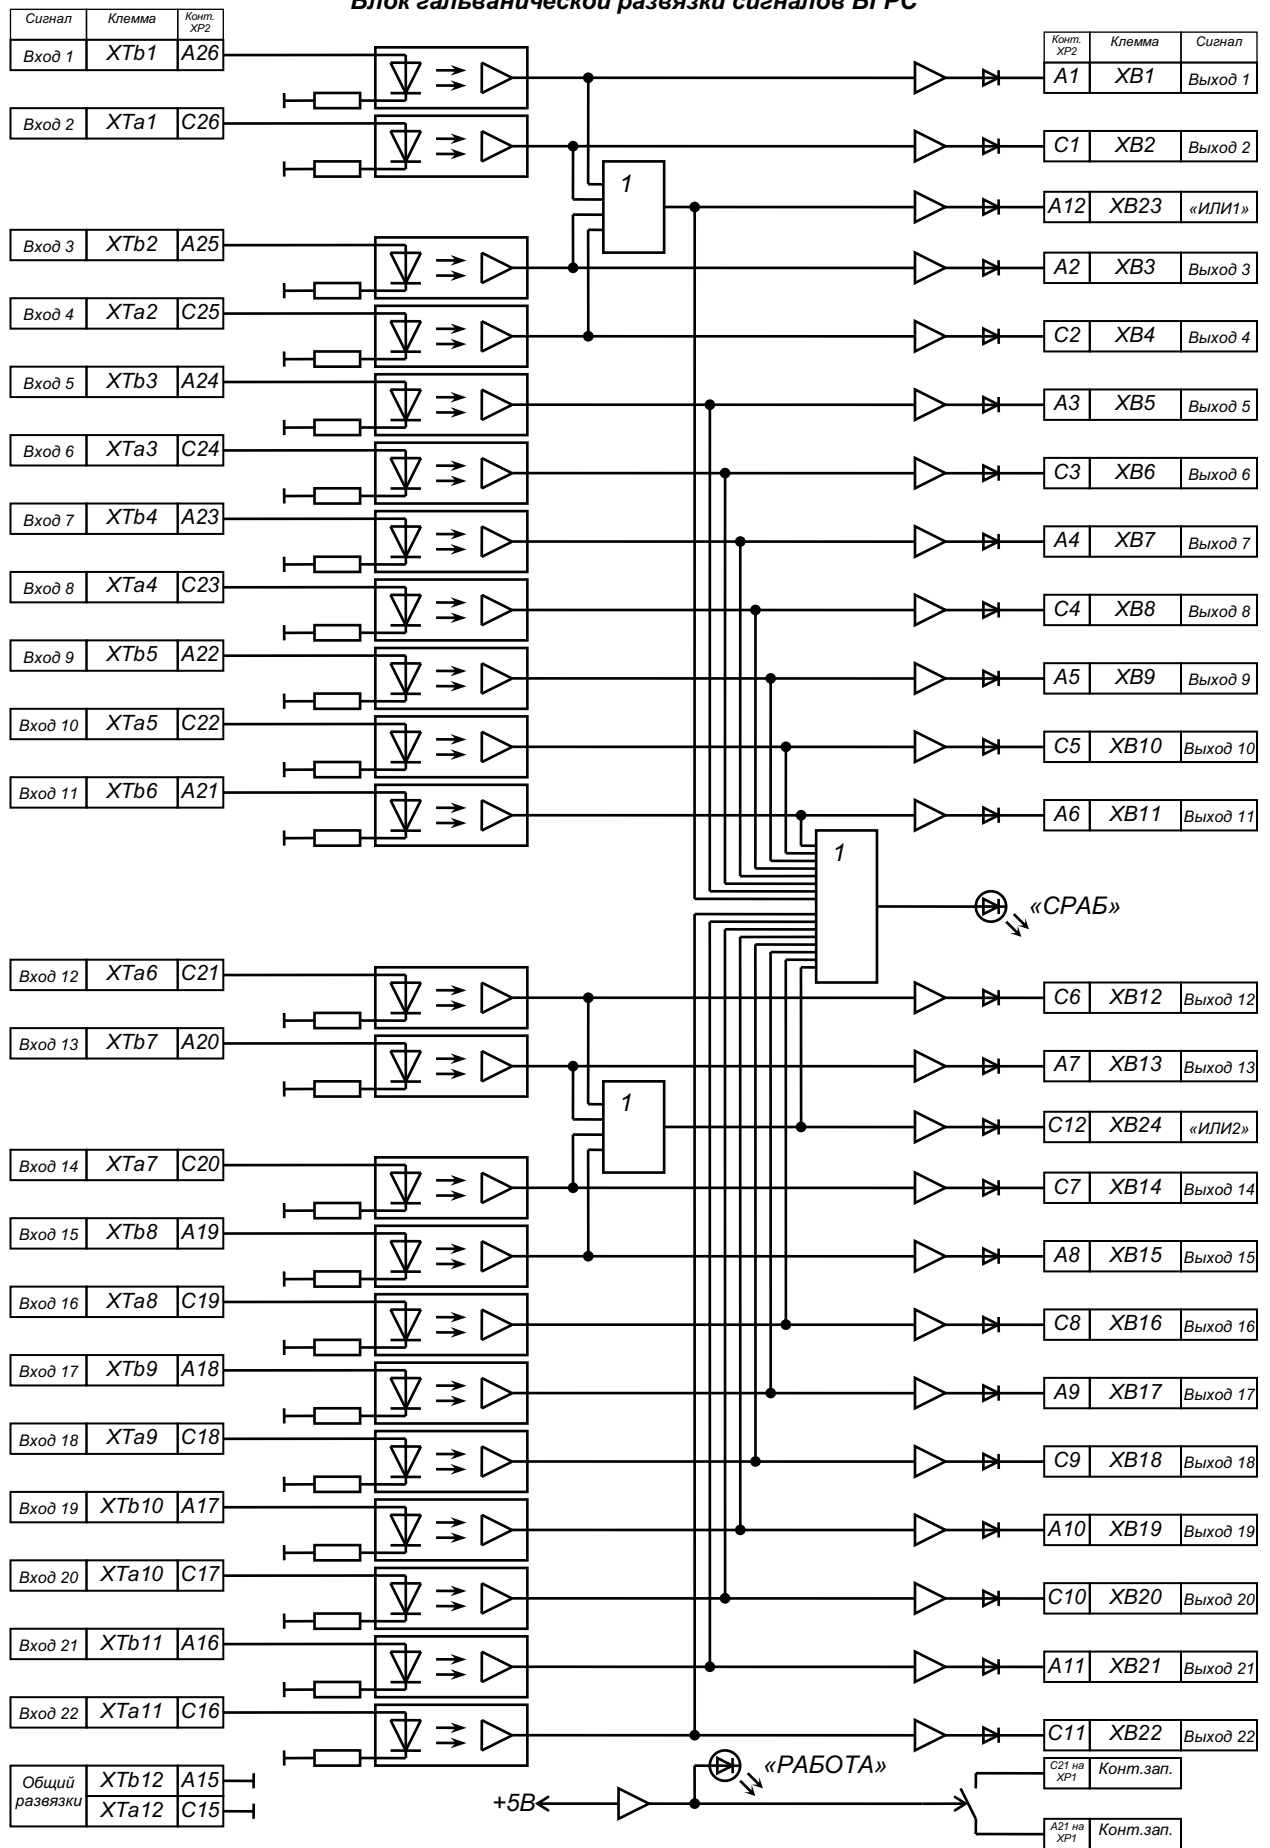 Блок гальванической развязки сигналов БГРС
Сигнал Клемма Конт. ХР2
Конт. ХР2 Клемма Сигнал
Вход 1 XTb1 A26
A1 XB1 Выход 1
Вход 2 XTa1 C26
C1 XB2 Выход 2
1
A12 XB23 «ИЛИ1»
Вход 3 XTb2 A25
A2 XB3 Выход 3
Вход 4 XTa2 C25
C2 XB4 Выход 4
Вход 5 XTb3 A24
A3 XB5 Выход 5
Вход 6 XTa3 C24
C3 XB6 Выход 6
Вход 7 XTb4 A23
A4 XB7 Выход 7
Вход 8 XTa4 C23
C4 XB8 Выход 8
Вход 9 XTb5 A22
A5 XB9 Выход 9
Вход 10 XTa5 C22
C5 XB10 Выход 10
Вход 11 XTb6 A21
A6 XB11 Выход 11
1
«СРАБ»
Вход 12 XTa6 C21
C6 XB12 Выход 12
Вход 13 XTb7 A20
A7 XB13 Выход 13
1
C12 XB24 «ИЛИ2»
Вход 14 XTa7 C20
C7 XB14 Выход 14
Вход 15 XTb8 A19
A8 XB15 Выход 15
Вход 16 XTa8 C19
C8 XB16 Выход 16
Вход 17 XTb9 A18
A9 XB17 Выход 17
Вход 18 XTa9 C18
C9 XB18 Выход 18
Вход 19 XTb10 A17
A10 XB19 Выход 19
Вход 20 XTa10 C17
C10 XB20 Выход 20
Вход 21 XTb11 A16
A11 XB21 Выход 21
Вход 22 XTa11 C16
C11 XB22 Выход 22
Общий развязки XTb12 A15
XTa12 C15
«РАБОТА»
+5В
C21 на ХР1 Конт.зап.
A21 на ХР1 Конт.зап.